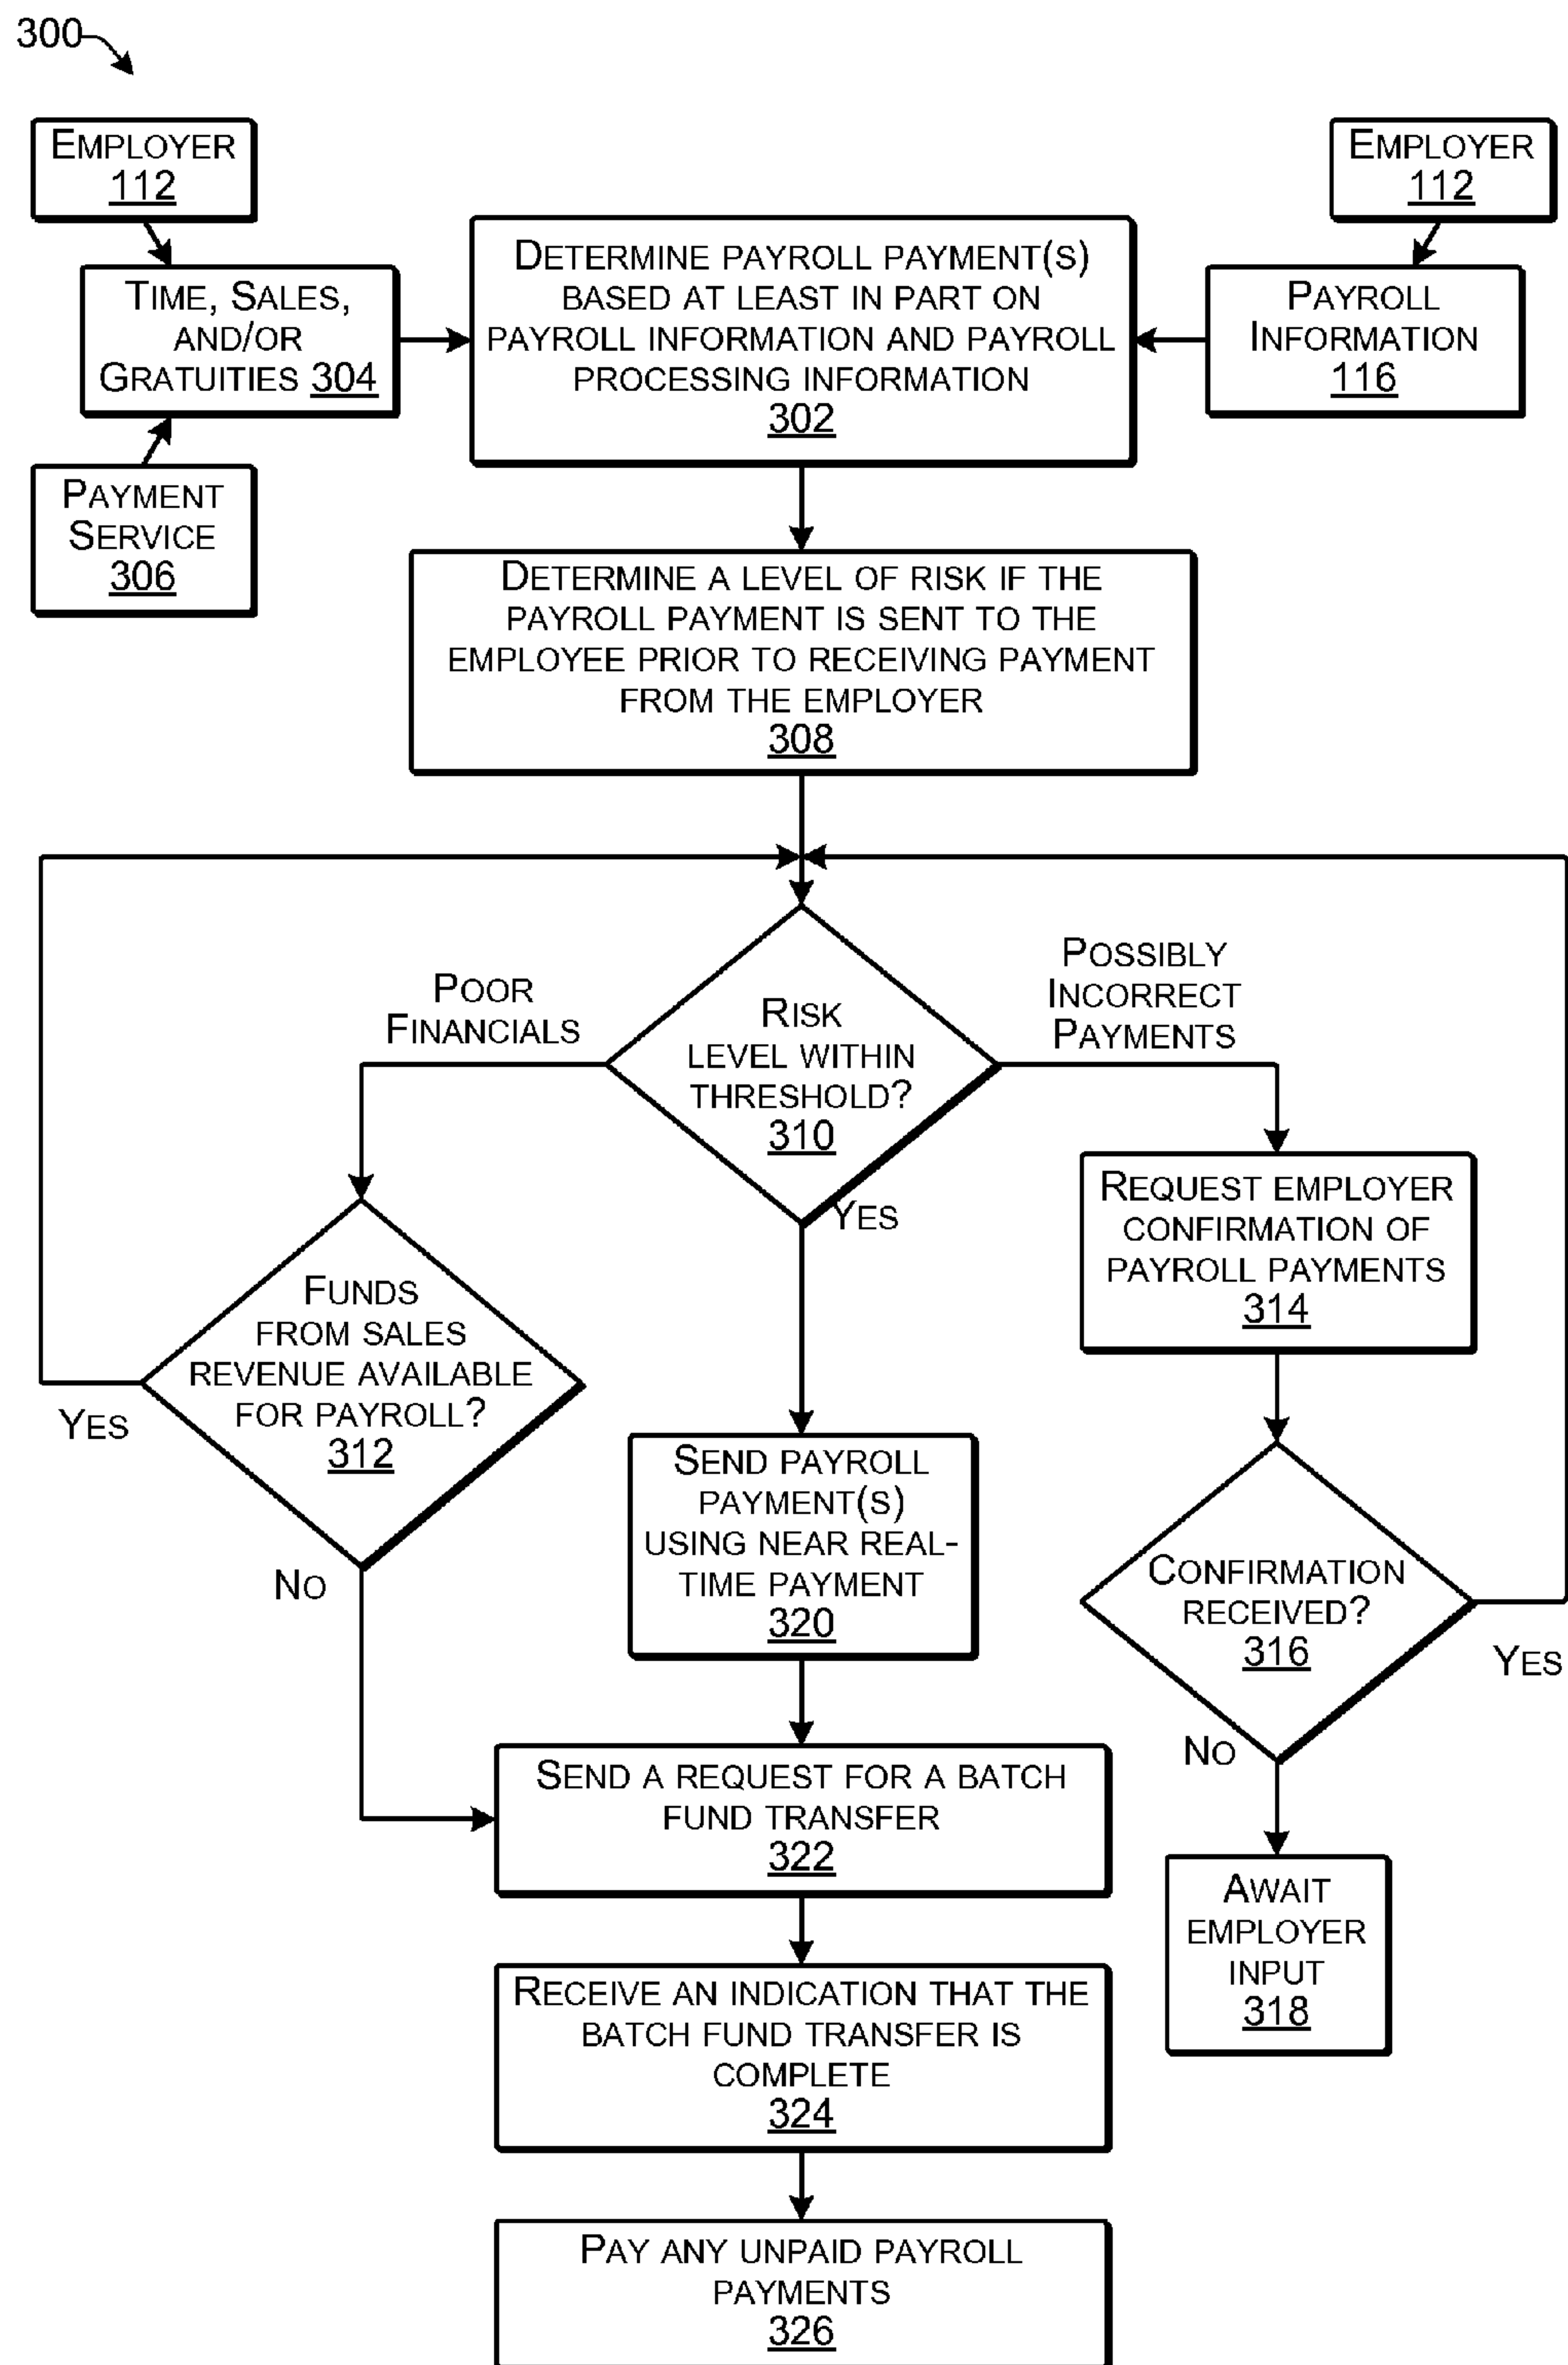 300
EMPLOYER
112
EMPLOYER
112
TIME, SALES,
AND/OR
GRATUITIES 304
DETERMINE PAYROLL PAYMENT(S)
BASED AT LEAST IN PART ON
PAYROLL INFORMATION AND PAYROLL
PROCESSING INFORMATION
302
PAYROLL
INFORMATION
116
PAYMENT
SERVICE
306
DETERMINE A LEVEL OF RISK IF THE
PAYROLL PAYMENT IS SENT TO THE
EMPLOYEE PRIOR TO RECEIVING PAYMENT
FROM THE EMPLOYER
308
POOR
FINANCIALS
RISK
LEVEL WITHIN
THRESHOLD?
310
POSSIBLY
INCORRECT
PAYMENTS
YES
REQUEST EMPLOYER
CONFIRMATION OF
PAYROLL PAYMENTS
314
FUNDS
FROM SALES
REVENUE AVAILABLE
FOR PAYROLL?
312
YES
NO
SEND PAYROLL
PAYMENT(S)
USING NEAR REAL-
TIME PAYMENT
320
CONFIRMATION
RECEIVED?
316
YES
NO
SEND A REQUEST FOR A BATCH
FUND TRANSFER
322
AWAIT
EMPLOYER
INPUT
318
RECEIVE AN INDICATION THAT THE
BATCH FUND TRANSFER IS
COMPLETE
324
PAY ANY UNPAID PAYROLL
PAYMENTS
326